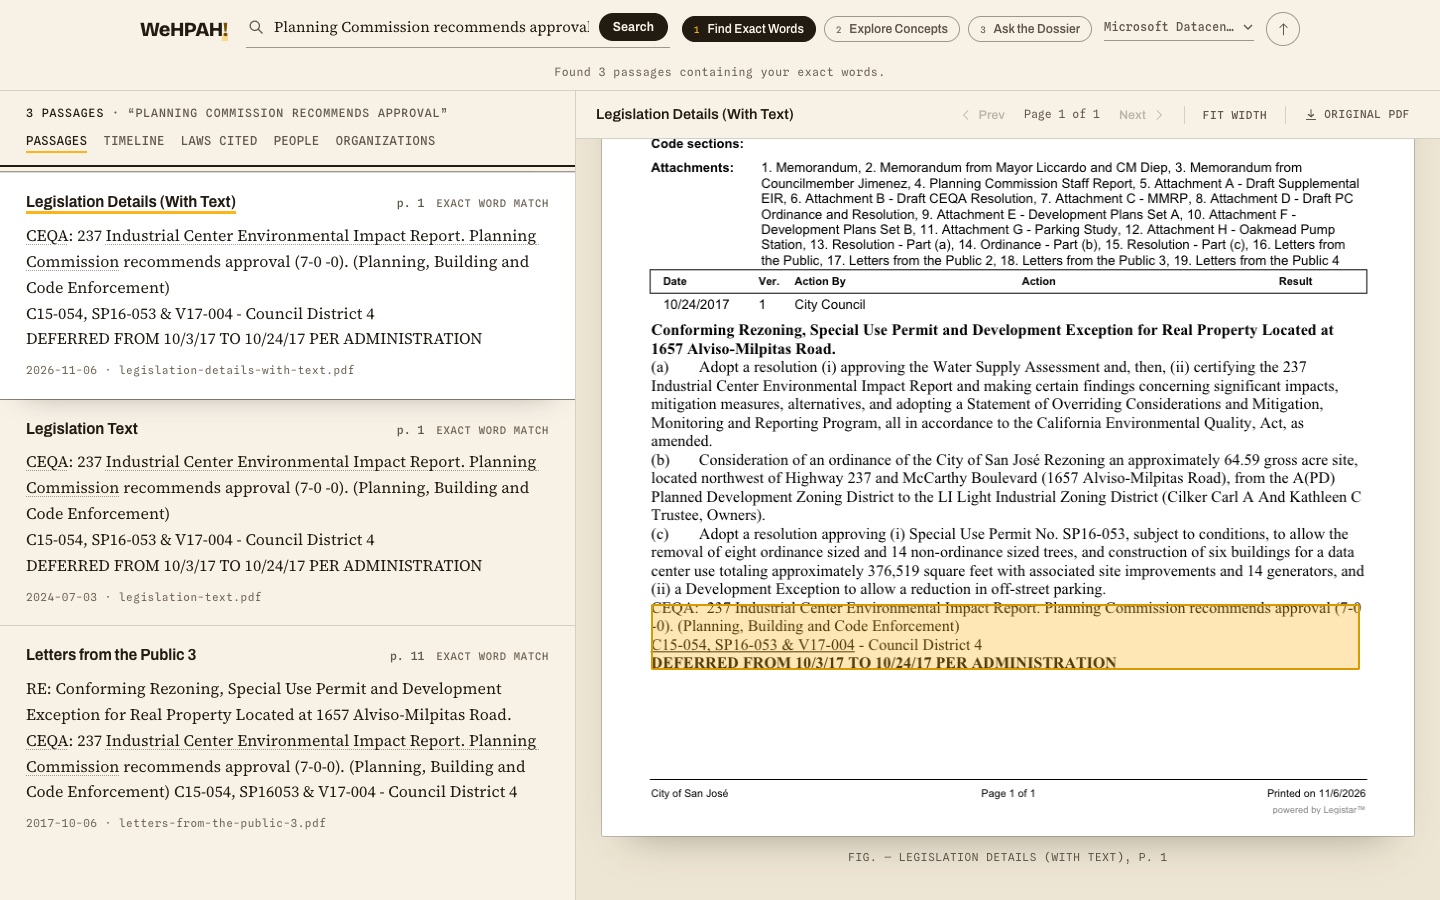 WeHPAH!
Planning Commission recommends approval
Search
1 Find Exact Words
2 Explore Concepts
3 Ask the Dossier
Microsoft Datacen…
Found 3 passages containing your exact words.
3 PASSAGES · “PLANNING COMMISSION RECOMMENDS APPROVAL”
PASSAGES TIMELINE LAWS CITED PEOPLE ORGANIZATIONS
Legislation Details (With Text) p. 1 EXACT WORD MATCH
CEQA: 237 Industrial Center Environmental Impact Report. Planning
Commission recommends approval (7-0 -0). (Planning, Building and
Code Enforcement)
C15-054, SP16-053 & V17-004 - Council District 4
DEFERRED FROM 10/3/17 TO 10/24/17 PER ADMINISTRATION
2026-11-06 · legislation-details-with-text.pdf
Legislation Text p. 1 EXACT WORD MATCH
CEQA: 237 Industrial Center Environmental Impact Report. Planning
Commission recommends approval (7-0 -0). (Planning, Building and
Code Enforcement)
C15-054, SP16-053 & V17-004 - Council District 4
DEFERRED FROM 10/3/17 TO 10/24/17 PER ADMINISTRATION
2024-07-03 · legislation-text.pdf
Letters from the Public 3 p. 11 EXACT WORD MATCH
RE: Conforming Rezoning, Special Use Permit and Development
Exception for Real Property Located at 1657 Alviso-Milpitas Road.
CEQA: 237 Industrial Center Environmental Impact Report. Planning
Commission recommends approval (7-0-0). (Planning, Building and
Code Enforcement) C15-054, SP16053 & V17-004 - Council District 4
2017-10-06 · letters-from-the-public-3.pdf
Legislation Details (With Text)
Prev Page 1 of 1 Next
FIT WIDTH
ORIGINAL PDF
Code sections:
Attachments: 1. Memorandum, 2. Memorandum from Mayor Liccardo and CM Diep, 3. Memorandum from
Councilmember Jimenez, 4. Planning Commission Staff Report, 5. Attachment A - Draft Supplemental
EIR, 6. Attachment B - Draft CEQA Resolution, 7. Attachment C - MMRP, 8. Attachment D - Draft PC
Ordinance and Resolution, 9. Attachment E - Development Plans Set A, 10. Attachment F -
Development Plans Set B, 11. Attachment G - Parking Study, 12. Attachment H - Oakmead Pump
Station, 13. Resolution - Part (a), 14. Ordinance - Part (b), 15. Resolution - Part (c), 16. Letters from
the Public, 17. Letters from the Public 2, 18. Letters from the Public 3, 19. Letters from the Public 4
Date Ver. Action By Action Result
10/24/2017 1 City Council
Conforming Rezoning, Special Use Permit and Development Exception for Real Property Located at
1657 Alviso-Milpitas Road.
(a) Adopt a resolution (i) approving the Water Supply Assessment and, then, (ii) certifying the 237
Industrial Center Environmental Impact Report and making certain findings concerning significant impacts,
mitigation measures, alternatives, and adopting a Statement of Overriding Considerations and Mitigation,
Monitoring and Reporting Program, all in accordance to the California Environmental Quality, Act, as
amended.
(b) Consideration of an ordinance of the City of San José Rezoning an approximately 64.59 gross acre site,
located northwest of Highway 237 and McCarthy Boulevard (1657 Alviso-Milpitas Road), from the A(PD)
Planned Development Zoning District to the LI Light Industrial Zoning District (Cilker Carl A And Kathleen C
Trustee, Owners).
(c) Adopt a resolution approving (i) Special Use Permit No. SP16-053, subject to conditions, to allow the
removal of eight ordinance sized and 14 non-ordinance sized trees, and construction of six buildings for a data
center use totaling approximately 376,519 square feet with associated site improvements and 14 generators, and
(ii) a Development Exception to allow a reduction in off-street parking.
CEQA: 237 Industrial Center Environmental Impact Report. Planning Commission recommends approval (7-0
-0). (Planning, Building and Code Enforcement)
C15-054, SP16-053 & V17-004 - Council District 4
DEFERRED FROM 10/3/17 TO 10/24/17 PER ADMINISTRATION
City of San José Page 1 of 1 Printed on 11/6/2026
powered by Legistar™
FIG. — LEGISLATION DETAILS (WITH TEXT), P. 1